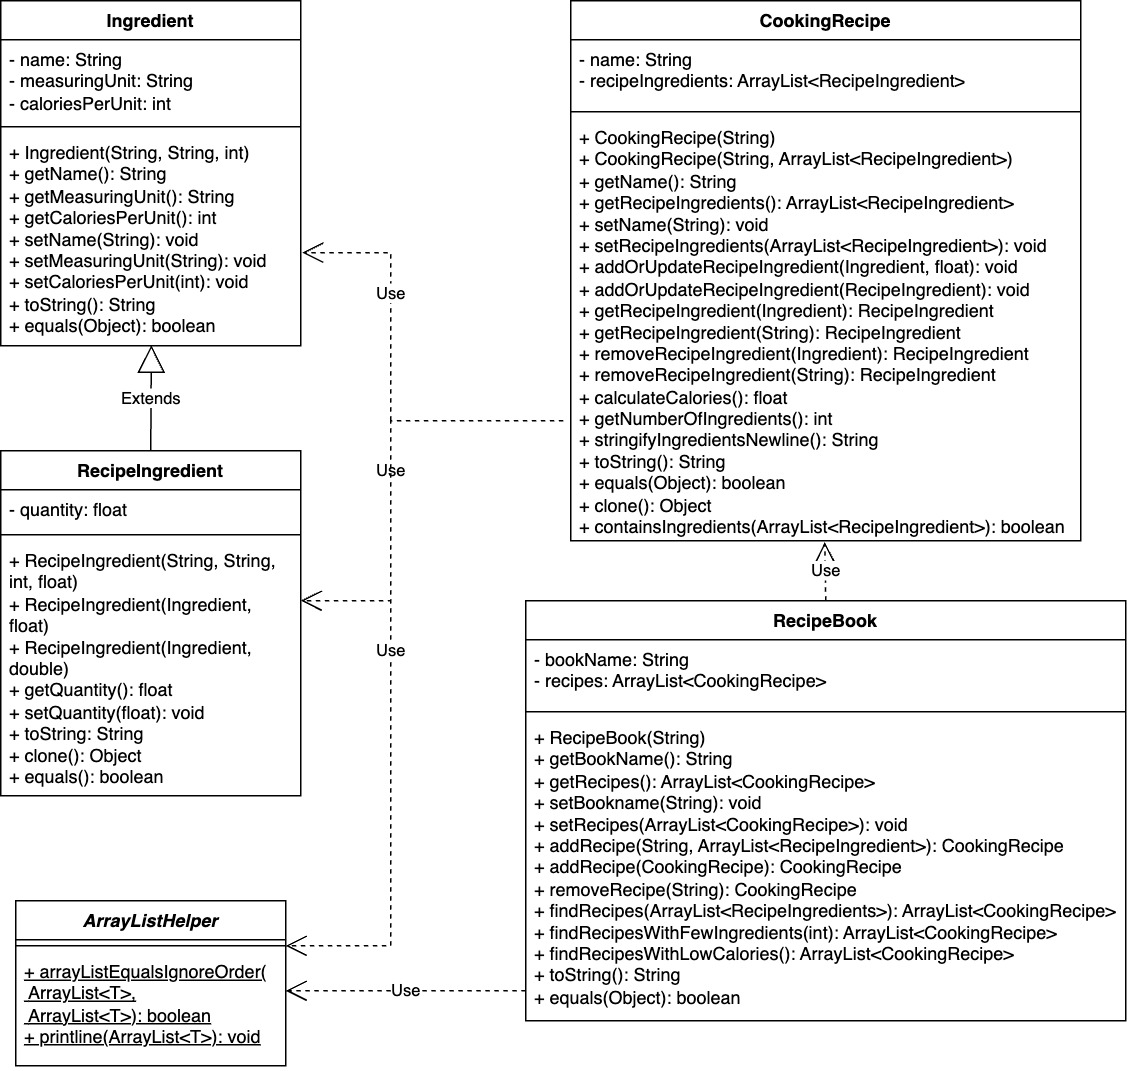 Ingredient
- name: String
- measuringUnit: String
- caloriesPerUnit: int
+ Ingredient(String, String, int)
+ getName(): String
+ getMeasuringUnit(): String
+ getCaloriesPerUnit(): int
+ setName(String): void
+ setMeasuringUnit(String): void
+ setCaloriesPerUnit(int): void
+ toString(): String
+ equals(Object): boolean
Extends
RecipeIngredient
- quantity: float
+ RecipeIngredient(String, String,
int, float)
+ RecipeIngredient(Ingredient,
float)
+ RecipeIngredient(Ingredient,
double)
+ getQuantity(): float
+ setQuantity(float): void
+ toString: String
+ clone(): Object
+ equals(): boolean
ArrayListHelper
+ arrayListEqualsIgnoreOrder(
ArrayList<T>,
ArrayList<T>): boolean
+ printline(ArrayList<T>): void
Use
Use
Use
Use
CookingRecipe
- name: String
- recipeIngredients: ArrayList<RecipeIngredient>
+ CookingRecipe(String)
+ CookingRecipe(String, ArrayList<RecipeIngredient>)
+ getName(): String
+ getRecipeIngredients(): ArrayList<RecipeIngredient>
+ setName(String): void
+ setRecipeIngredients(ArrayList<RecipeIngredient>): void
+ addOrUpdateRecipeIngredient(Ingredient, float): void
+ addOrUpdateRecipeIngredient(RecipeIngredient): void
+ getRecipeIngredient(Ingredient): RecipeIngredient
+ getRecipeIngredient(String): RecipeIngredient
+ removeRecipeIngredient(Ingredient): RecipeIngredient
+ removeRecipeIngredient(String): RecipeIngredient
+ calculateCalories(): float
+ getNumberOfIngredients(): int
+ stringifyIngredientsNewline(): String
+ toString(): String
+ equals(Object): boolean
+ clone(): Object
+ containsIngredients(ArrayList<RecipeIngredient>): boolean
Use
RecipeBook
- bookName: String
- recipes: ArrayList<CookingRecipe>
+ RecipeBook(String)
+ getBookName(): String
+ getRecipes(): ArrayList<CookingRecipe>
+ setBookname(String): void
+ setRecipes(ArrayList<CookingRecipe>): void
+ addRecipe(String, ArrayList<RecipeIngredient>): CookingRecipe
+ addRecipe(CookingRecipe): CookingRecipe
+ removeRecipe(String): CookingRecipe
+ findRecipes(ArrayList<RecipeIngredients>): ArrayList<CookingRecipe>
+ findRecipesWithFewIngredients(int): ArrayList<CookingRecipe>
+ findRecipesWithLowCalories(): ArrayList<CookingRecipe>
+ toString(): String
+ equals(Object): boolean